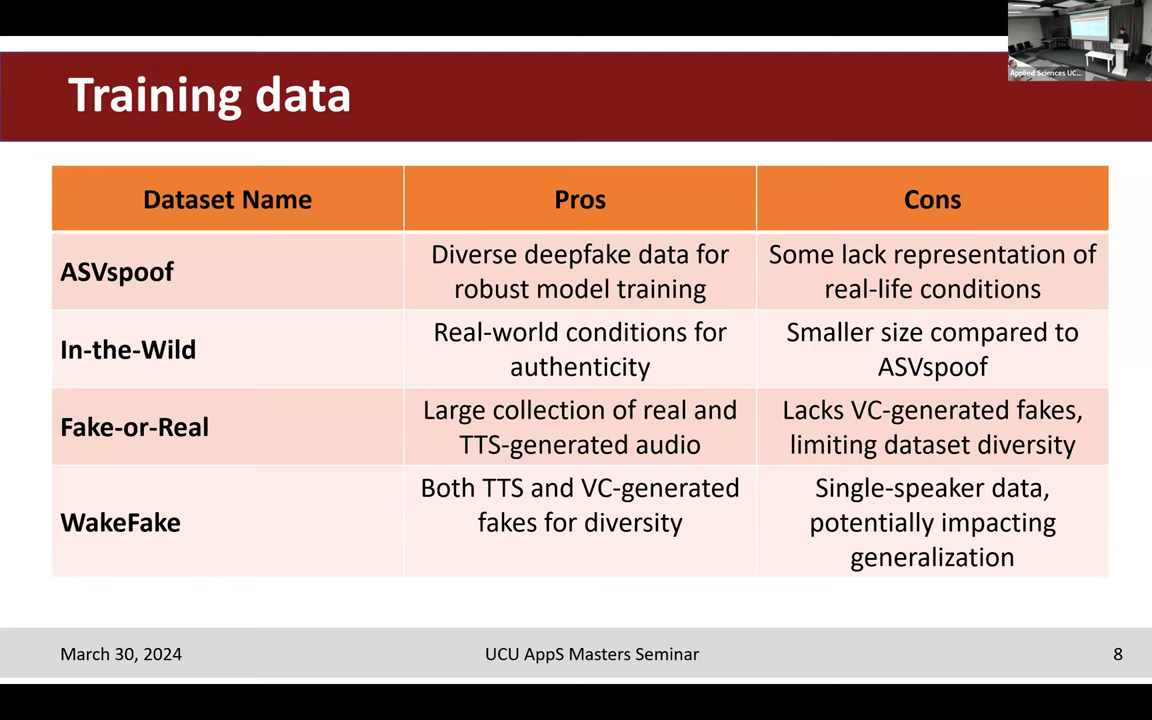 Applied Sciences UC...
Training data
Dataset Name
Pros
Cons
ASVspoof
Diverse deepfake data for
robust model training
Some lack representation of
real-life conditions
In-the-Wild
Real-world conditions for
authenticity
Smaller size compared to
ASVspoof
Fake-or-Real
Large collection of real and
TTS-generated audio
Lacks VC-generated fakes,
limiting dataset diversity
WakeFake
Both TTS and VC-generated
fakes for diversity
Single-speaker data,
potentially impacting
generalization
March 30, 2024
UCU AppS Masters Seminar
8